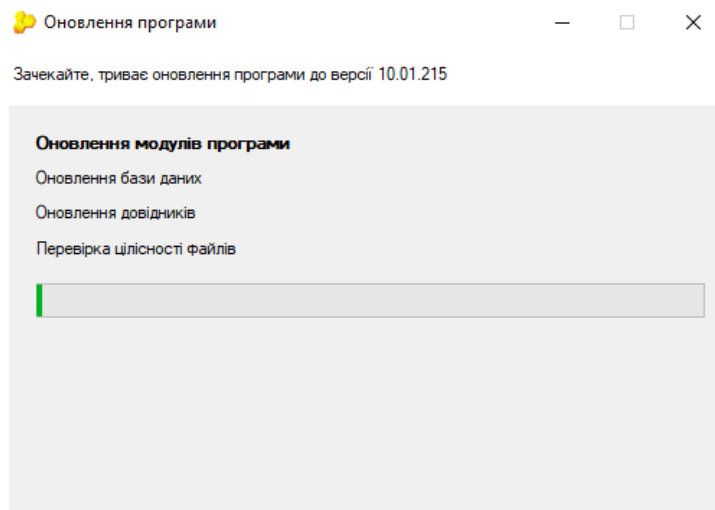 Оновлення програми
Зачекайте, триває оновлення програми до версії 10.01.215
Оновлення модулів програми
Оновлення бази даних
Оновлення довідників
Перевірка цілісності файлів